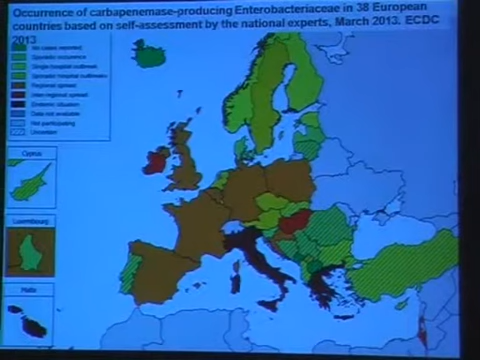 Occurrence of carbapenemase-producing Enterobacteriaceae in 38 European
countries based on self-assessment by the national experts, March 2013. ECDC
2013
No cases reported
Sporadic occurrence
Single hospital outbreak
Sporadic hospital outbreaks
Regional spread
Inter-regional spread
Endemic situation
Data not available
Not participating
Uncertain
Cyprus
Luxembourg
Malta